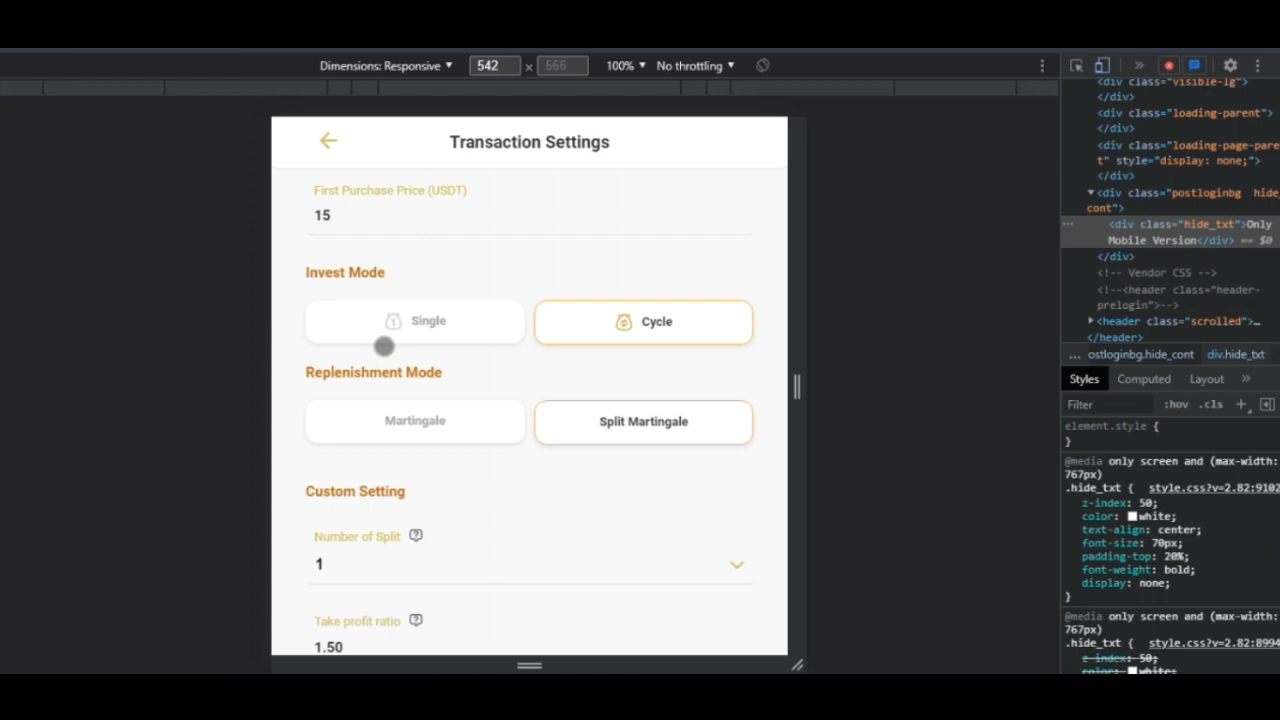 Dimensions: Responsive ▼ 542 × 566 100% ▼ No throttling ▼
Transaction Settings
First Purchase Price (USDT)
15
Invest Mode
Single
Cycle
Replenishment Mode
Martingale
Split Martingale
Custom Setting
Number of Split
1
Take profit ratio
1.50
<div class="visible-lg">
</div>
<div class="loading-parent">
</div>
<div class="loading-page-pare
t" style="display: none;">
</div>
▼<div class="postloginbg hide_
cont">
··· <div class="hide_txt">Only
Mobile Version</div> == $0
</div>
<!-- Vendor CSS -->
<!--<header class="header-
prelogin">-->
▶<header class="scrolled">…
</header>
... ostloginbg.hide_cont div.hide_txt
Styles Computed Layout »
Filter :hov .cls +
element.style {
}
@media only screen and (max-width:
767px)
.hide_txt { style.css?v=2.82:9102
z-index: 50;
color: white;
text-align: center;
font-size: 70px;
padding-top: 20%;
font-weight: bold;
display: none;
}
@media only screen and (max-width:
767px)
.hide_txt { style.css?v=2.82:8994
z-index: 50;
color: white;